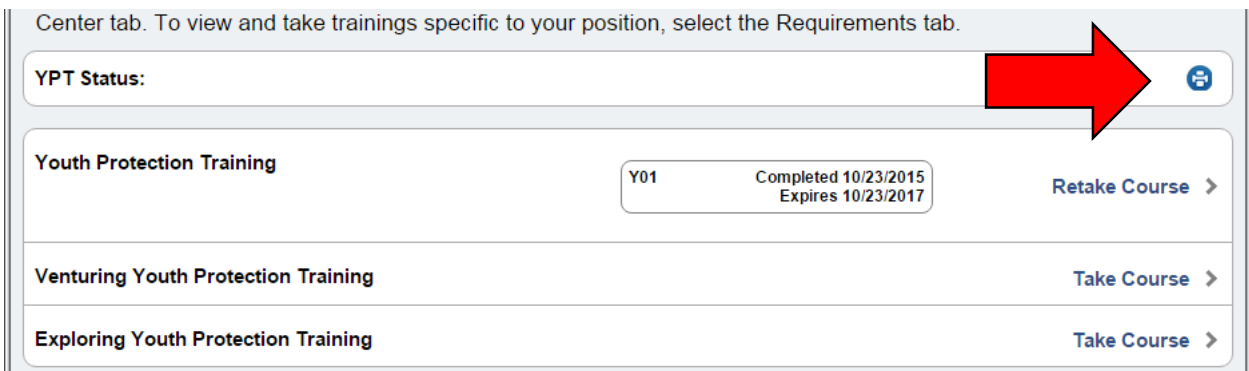 Center tab. To view and take trainings specific to your position, select the Requirements tab.
YPT Status:
Youth Protection Training
Y01 Completed 10/23/2015
Expires 10/23/2017
Retake Course
Venturing Youth Protection Training
Take Course
Exploring Youth Protection Training
Take Course